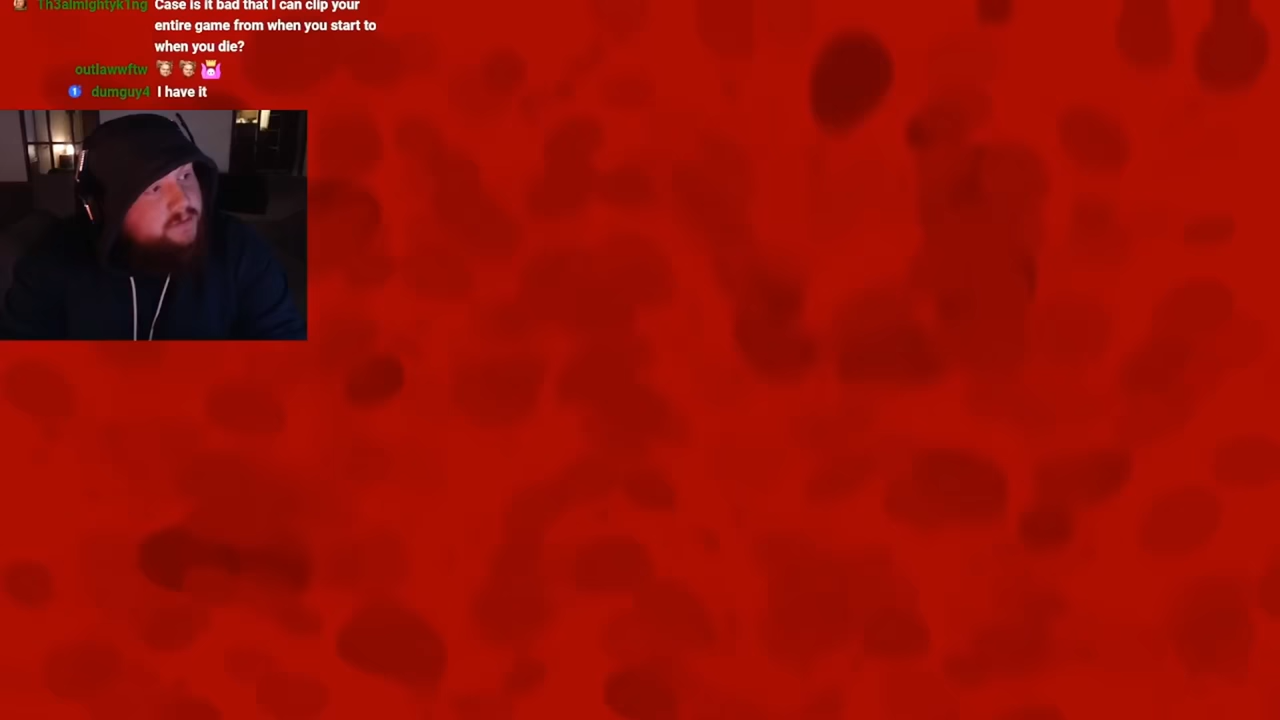 Th3almightyk1ng Case is it bad that I can clip your
entire game from when you start to
when you die?
outlawwftw
1 dumguy4 I have it